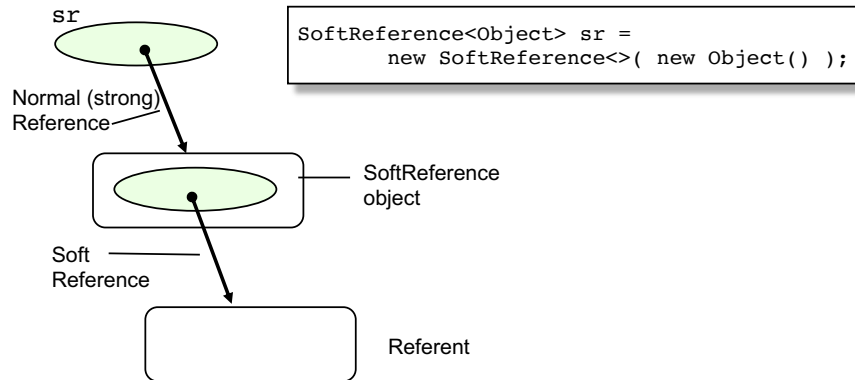 sr
SoftReference<Object> sr =
new SoftReference<>( new Object() );
Normal (strong)
Reference
SoftReference
object
Soft
Reference
Referent